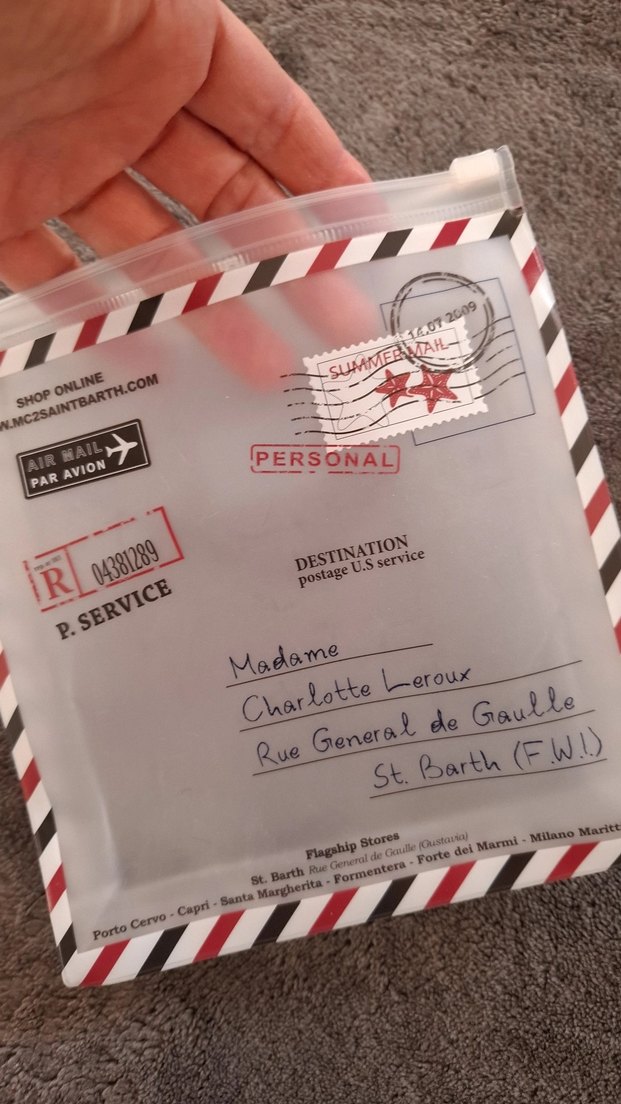 SHOP ONLINE
W.MC2SAINTBARTH.COM
AIR MAIL
PAR AVION
14.07.2009
SUMMER MAIL
PERSONAL
R
04381289
P. SERVICE
DESTINATION
postage U.S service
Madame
Charlotte Leroux
Rue General de Gaulle
St. Barth (F.W.I.)
Flagship Stores
St. Barth Rue General de Gaulle (Gustavia)
Porto Cervo - Capri - Santa Margherita - Formentera - Forte dei Marmi - Milano Maritt